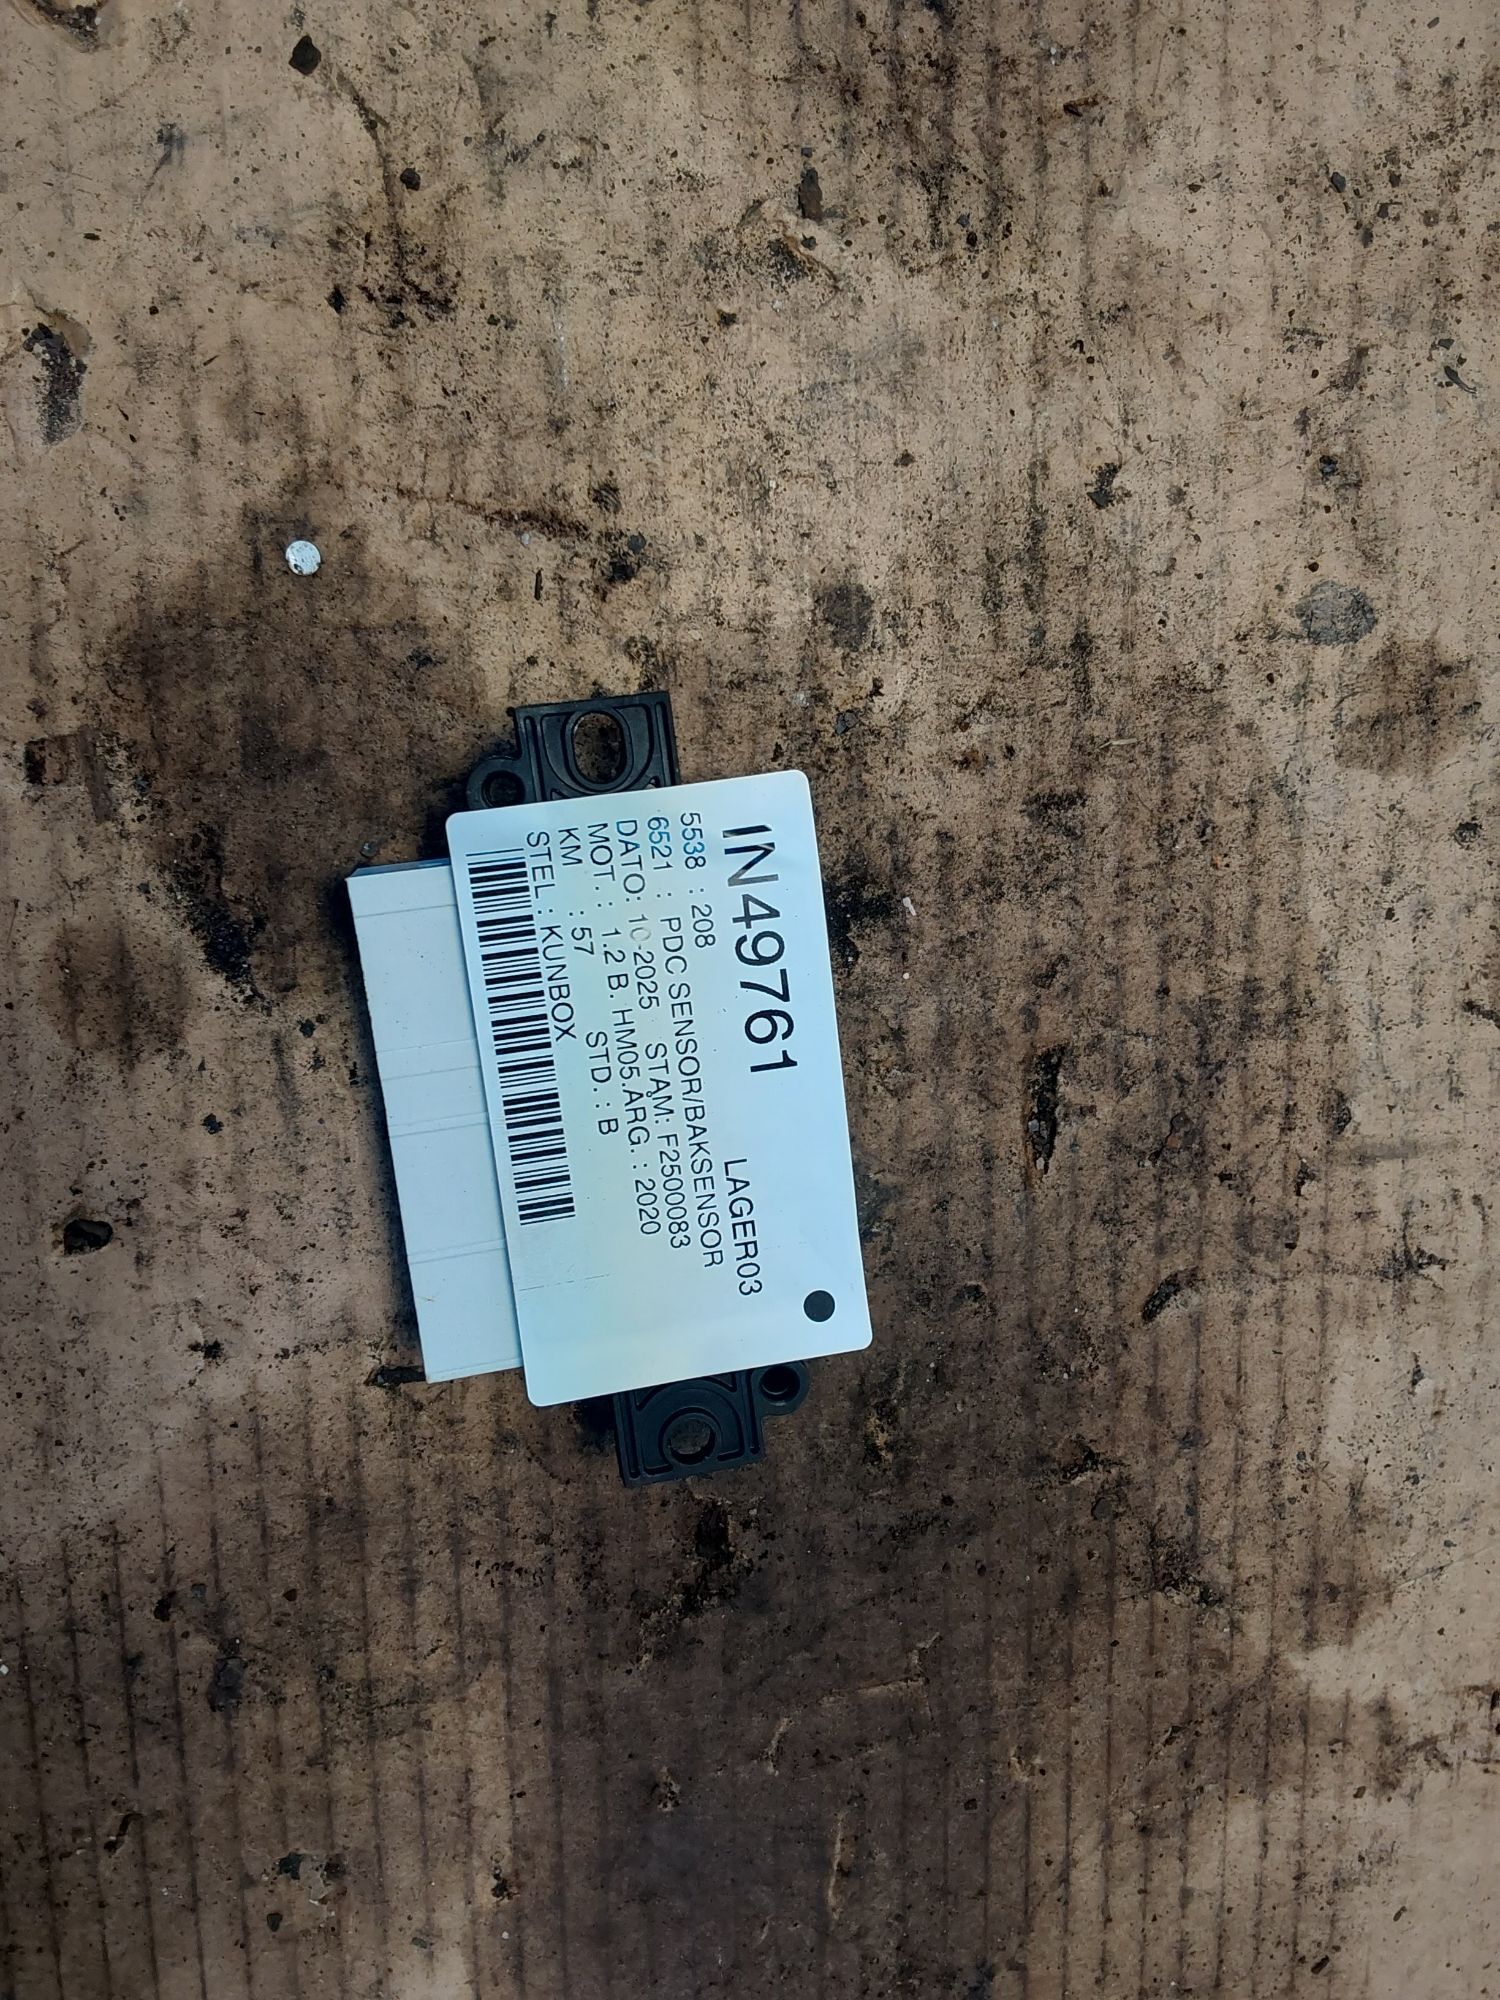 IN49761 LAGER03
5538 : 208
6521 : PDC SENSOR/BAKSENSOR
DATO: 10-2025 STAM: F2500083
MOT. : 1.2 B. HM05.ÅRG. : 2020
KM : 57 STD. : B
STEL : KUNBOX